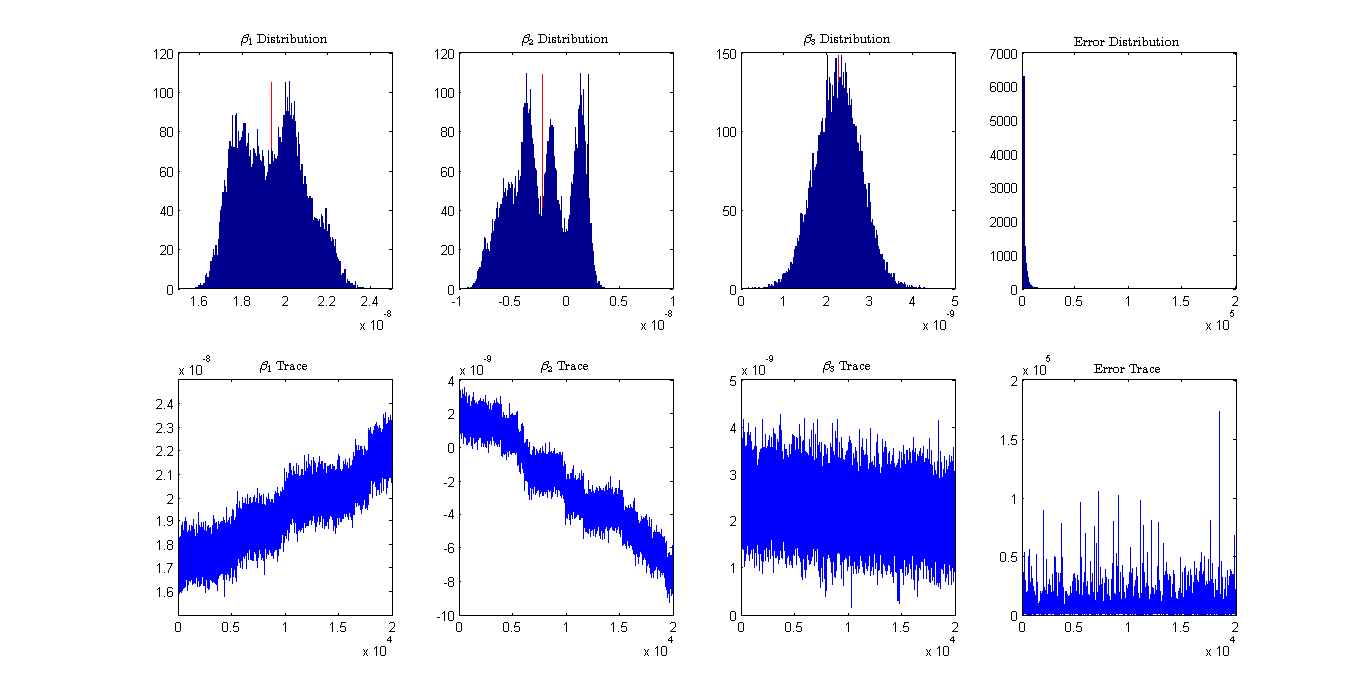 β1 Distribution
β2 Distribution
β3 Distribution
Error Distribution
120
100
80
60
40
20
0
1.6 1.8 2 2.2 2.4
x 10^-8
120
100
80
60
40
20
0
-1 -0.5 0 0.5 1
x 10^-8
150
100
50
0
0 1 2 3 4 5
x 10^-9
7000
6000
5000
4000
3000
2000
1000
0
0 0.5 1 1.5 2
x 10^5
x 10^-8
β1 Trace
2.4
2.3
2.2
2.1
2
1.9
1.8
1.7
1.6
0 0.5 1 1.5 2
x 10^4
x 10^-9
β2 Trace
4
2
0
-2
-4
-6
-8
-10
0 0.5 1 1.5 2
x 10^4
x 10^-9
β3 Trace
5
4
3
2
1
0
0 0.5 1 1.5 2
x 10^4
x 10^5
Error Trace
2
1.5
1
0.5
0
0 0.5 1 1.5 2
x 10^4